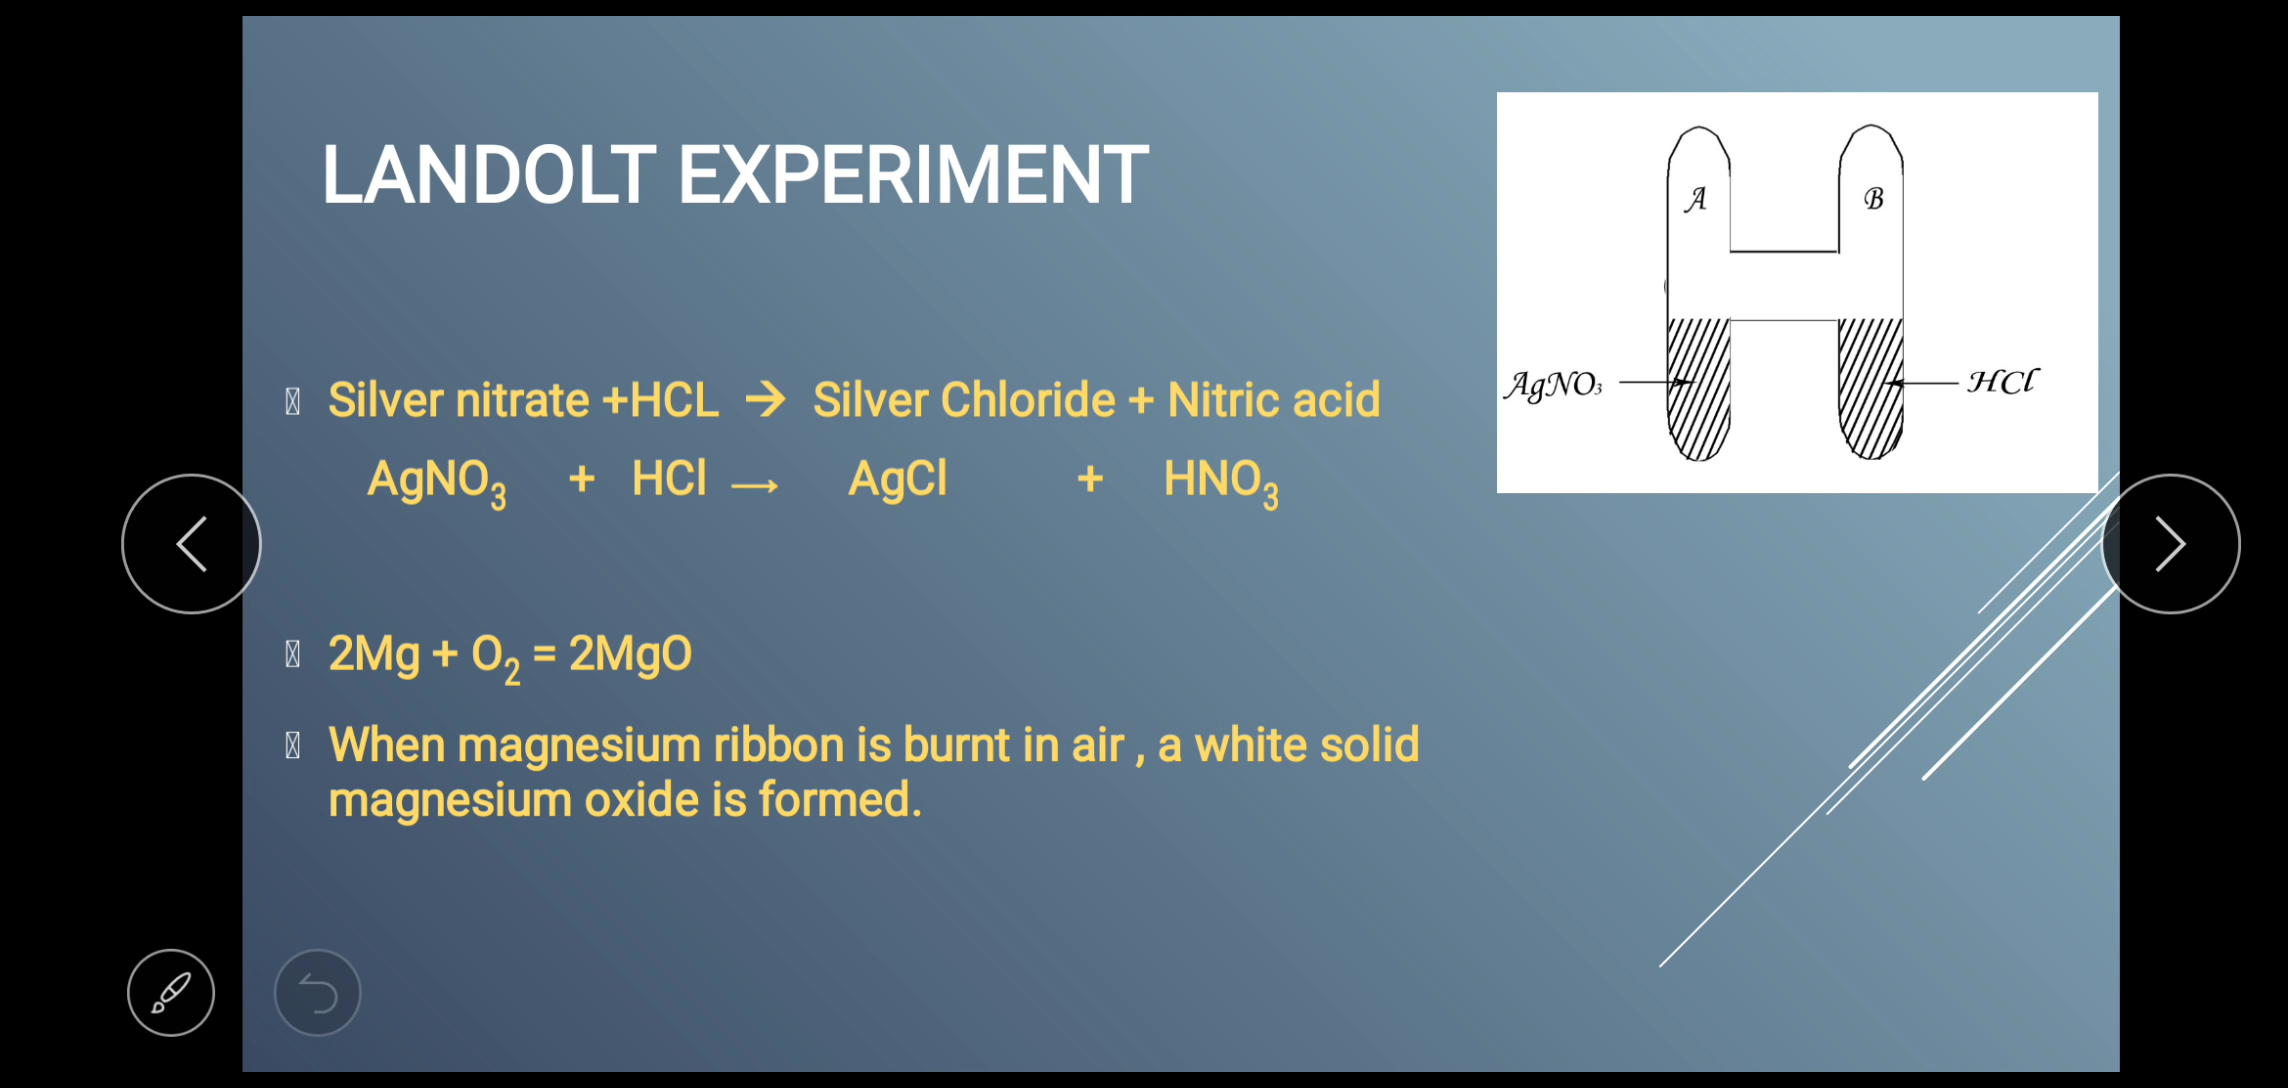 LANDOLT EXPERIMENT
Silver nitrate +HCL → Silver Chloride + Nitric acid
AgNO₃ + HCl → AgCl + HNO₃
2Mg + O₂ = 2MgO
When magnesium ribbon is burnt in air , a white solid
magnesium oxide is formed.
A B
AgNO₃ HCl